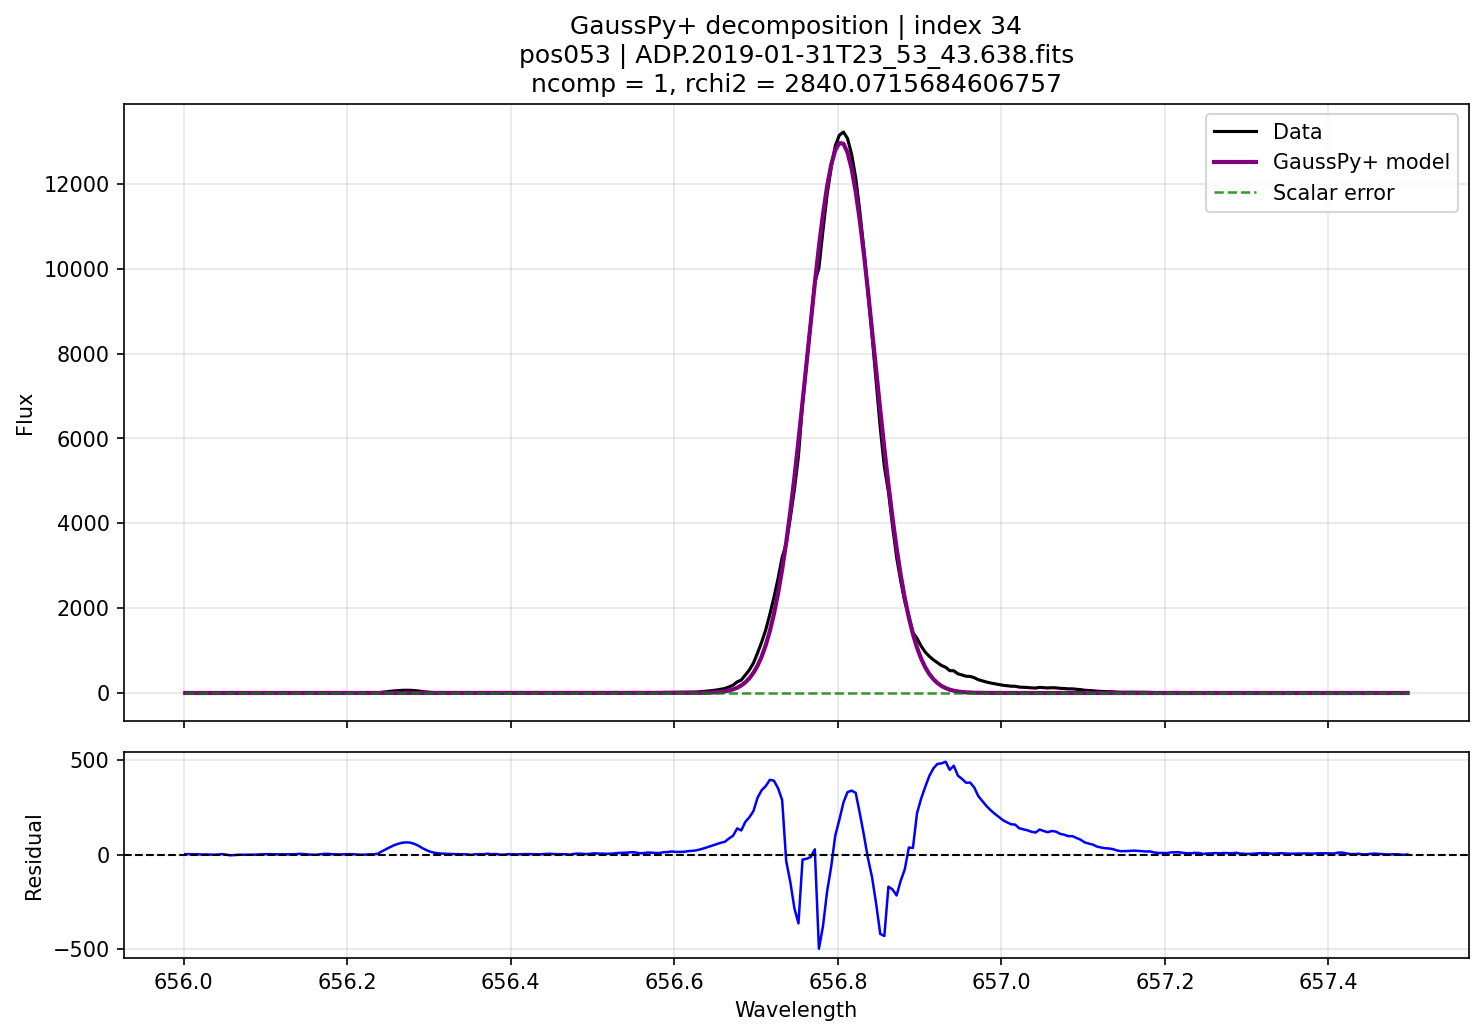 GaussPy+ decomposition | index 34
pos053 | ADP.2019-01-31T23_53_43.638.fits
ncomp = 1, rchi2 = 2840.0715684606757
Data
GaussPy+ model
Scalar error
Flux
12000
10000
8000
6000
4000
2000
0
Residual
500
0
−500
656.0 656.2 656.4 656.6 656.8 657.0 657.2 657.4
Wavelength